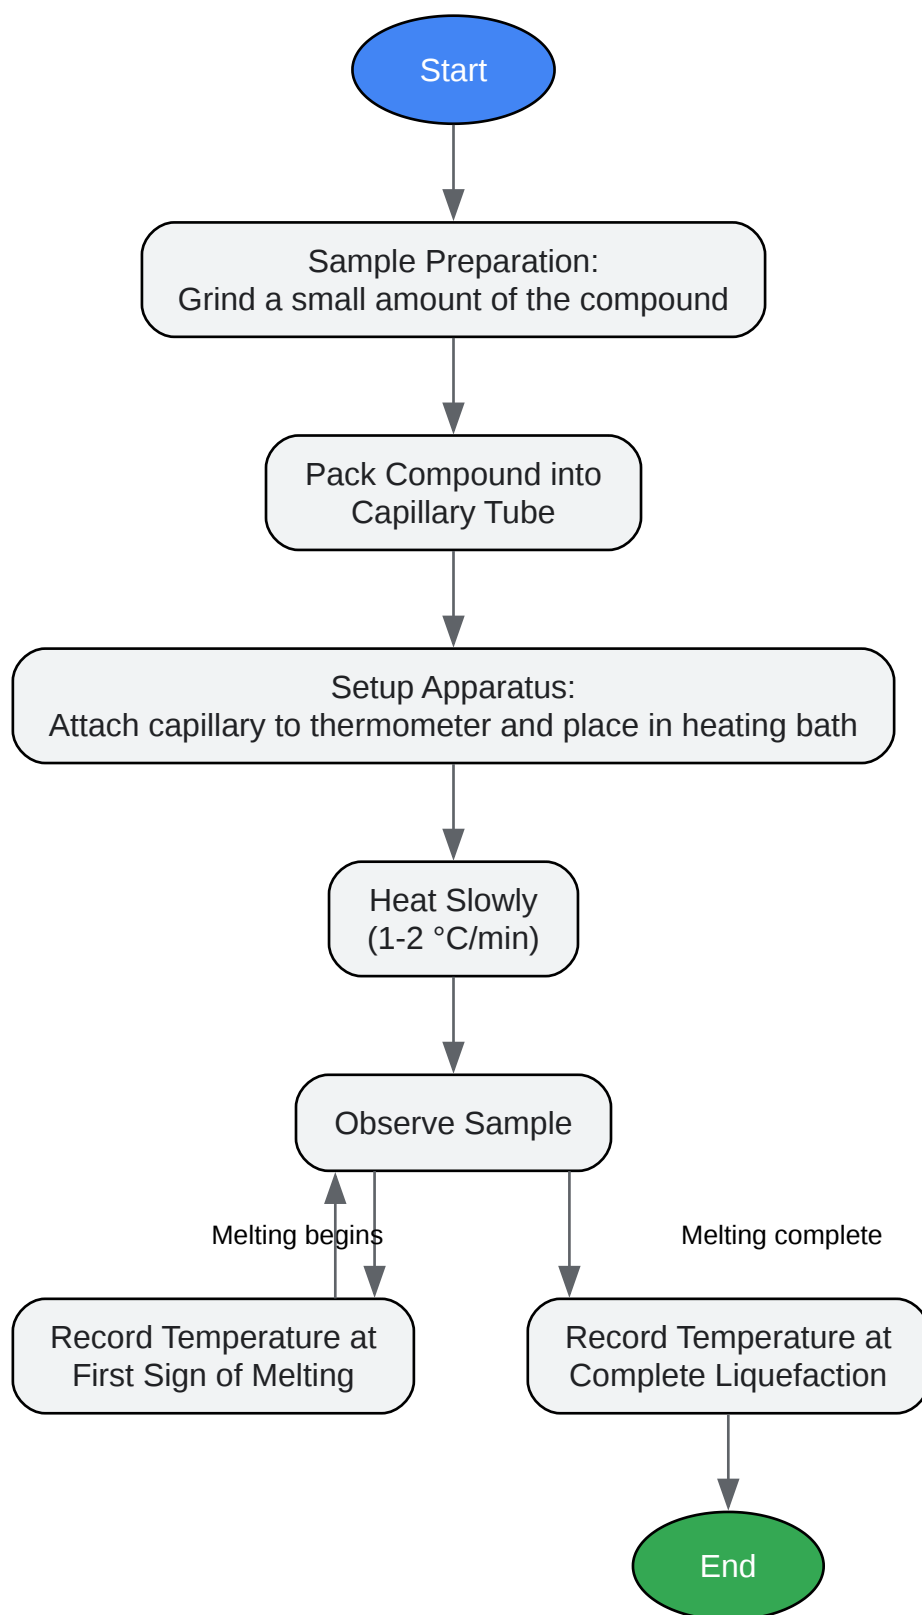 Start
Sample Preparation:
Grind a small amount of the compound
Pack Compound into
Capillary Tube
Setup Apparatus:
Attach capillary to thermometer and place in heating bath
Heat Slowly
(1-2 °C/min)
Observe Sample
Melting begins
Melting complete
Record Temperature at
First Sign of Melting
Record Temperature at
Complete Liquefaction
End